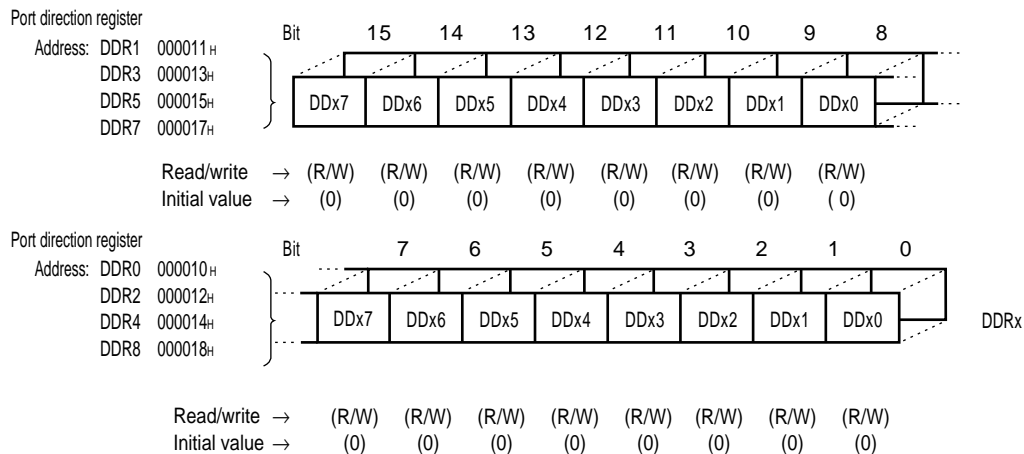 Port direction register
Bit 15 14 13 12 11 10 9 8
Address: DDR1 000011H
DDR3 000013H
DDR5 000015H
DDR7 000017H
DDx7 DDx6 DDx5 DDx4 DDx3 DDx2 DDx1 DDx0
Read/write → (R/W) (R/W) (R/W) (R/W) (R/W) (R/W) (R/W) (R/W)
Initial value → (0) (0) (0) (0) (0) (0) (0) ( 0)
Port direction register
Bit 7 6 5 4 3 2 1 0
Address: DDR0 000010H
DDR2 000012H
DDR4 000014H
DDR8 000018H
DDx7 DDx6 DDx5 DDx4 DDx3 DDx2 DDx1 DDx0 DDRx
Read/write → (R/W) (R/W) (R/W) (R/W) (R/W) (R/W) (R/W) (R/W)
Initial value → (0) (0) (0) (0) (0) (0) (0) (0)